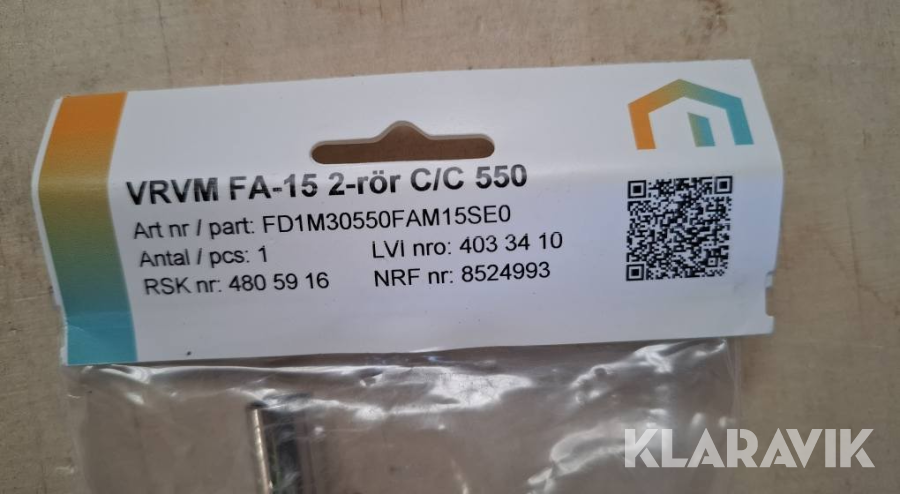 VRVM FA-15 2-rör C/C 550
Art nr / part: FD1M30550FAM15SE0
Antal / pcs: 1 LVI nro: 403 34 10
RSK nr: 480 59 16 NRF nr: 8524993
KLARAVIK